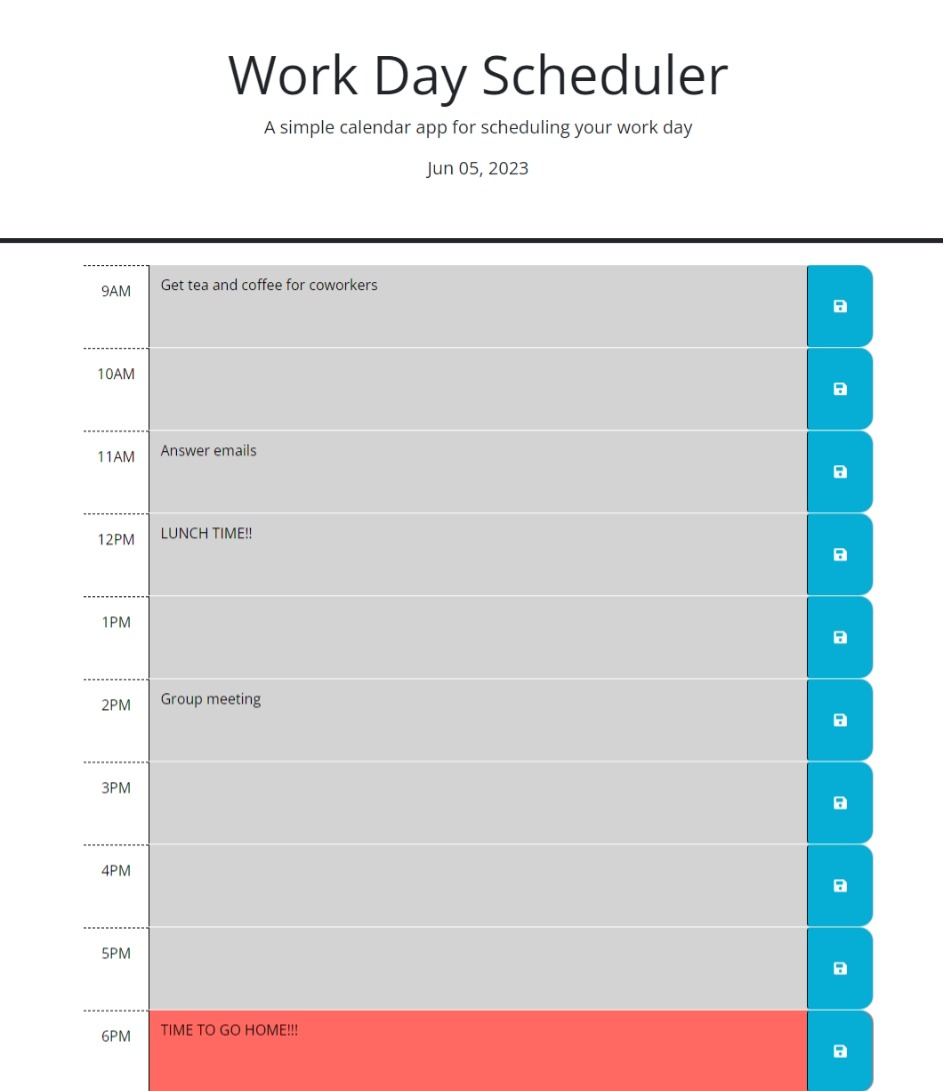 Work Day Scheduler
A simple calendar app for scheduling your work day
Jun 05, 2023
9AM Get tea and coffee for coworkers
10AM
11AM Answer emails
12PM LUNCH TIME!!
1PM
2PM Group meeting
3PM
4PM
5PM
6PM TIME TO GO HOME!!!